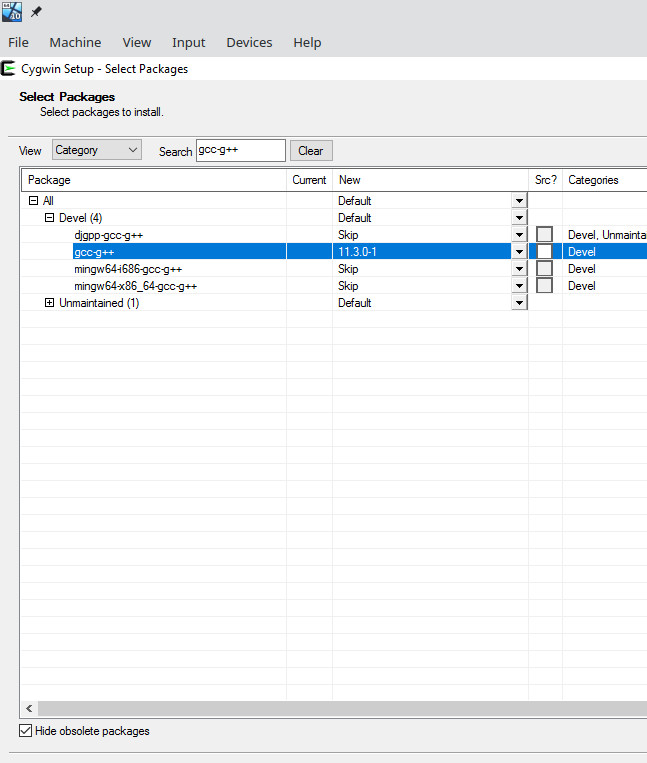 File Machine View Input Devices Help
Cygwin Setup - Select Packages
Select Packages
Select packages to install.
View Category Search gcc-g++ Clear
Package Current New Src? Categories
All Default
Devel (4) Default
djgpp-gcc-g++ Skip Devel, Unmainta
gcc-g++ 11.3.0-1 Devel
mingw64-i686-gcc-g++ Skip Devel
mingw64-x86_64-gcc-g++ Skip Devel
Unmaintained (1) Default
Hide obsolete packages